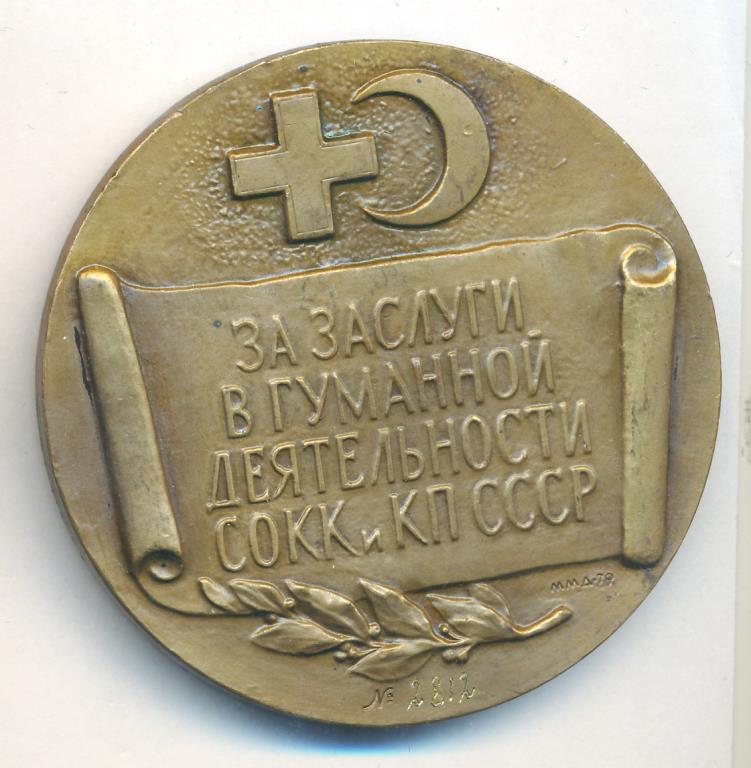 ЗА ЗАСЛУГИ
В ГУМАННОЙ
ДЕЯТЕЛЬНОСТИ
СОКК и КП СССР
ММД-79
№ 2812